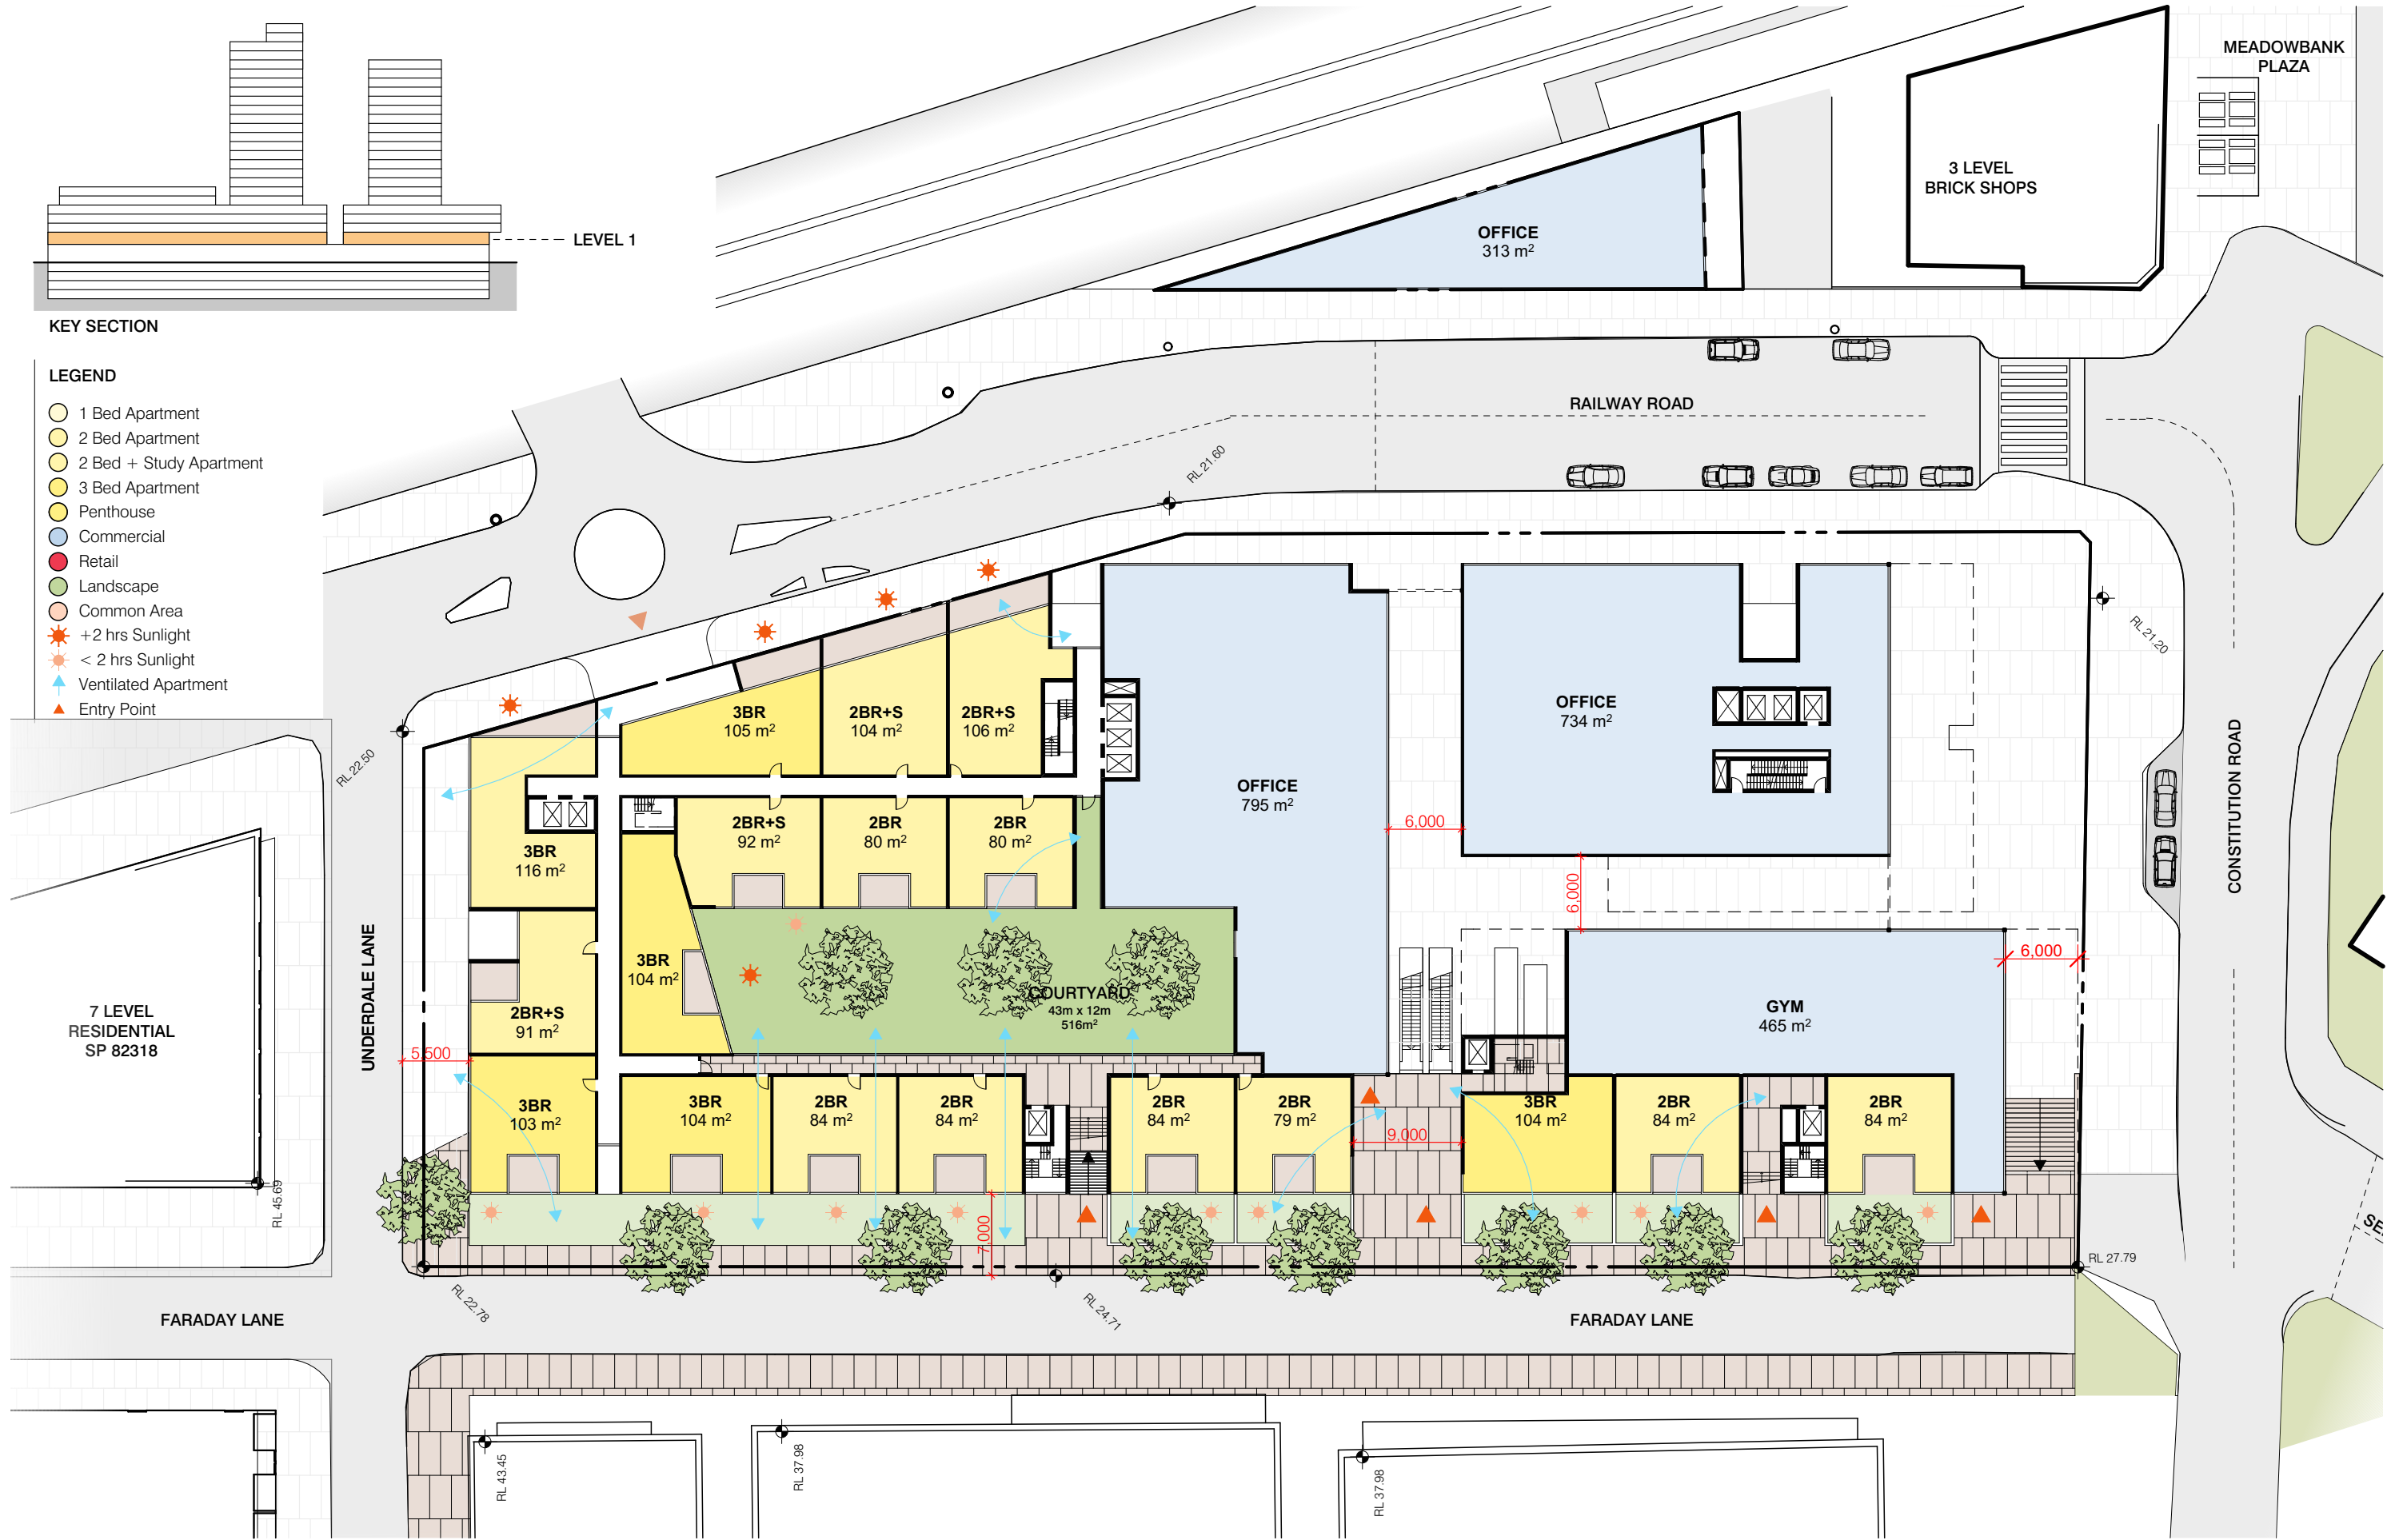 MEADOWBANK
PLAZA
3 LEVEL
BRICK SHOPS
OFFICE
313 m²
LEVEL 1
KEY SECTION
LEGEND
1 Bed Apartment
2 Bed Apartment
2 Bed + Study Apartment
3 Bed Apartment
Penthouse
Commercial
Retail
Landscape
Common Area
+2 hrs Sunlight
< 2 hrs Sunlight
Ventilated Apartment
Entry Point
RAILWAY ROAD
RL 21.60
RL 21.20
RL 22.50
3BR
105 m²
2BR+S
104 m²
2BR+S
106 m²
OFFICE
795 m²
OFFICE
734 m²
CONSTITUTION ROAD
6,000
6,000
6,000
3BR
116 m²
2BR+S
92 m²
2BR
80 m²
2BR
80 m²
UNDERDALE LANE
7 LEVEL
RESIDENTIAL
SP 82318
3BR
104 m²
2BR+S
91 m²
COURTYARD
43m x 12m
516m²
GYM
465 m²
5,500
3BR
103 m²
3BR
104 m²
2BR
84 m²
2BR
84 m²
2BR
84 m²
2BR
79 m²
9,000
3BR
104 m²
2BR
84 m²
2BR
84 m²
RL 45.69
7,000
RL 27.79
SE
RL 22.78
RL 24.71
FARADAY LANE
FARADAY LANE
RL 43.45
RL 37.98
RL 37.98